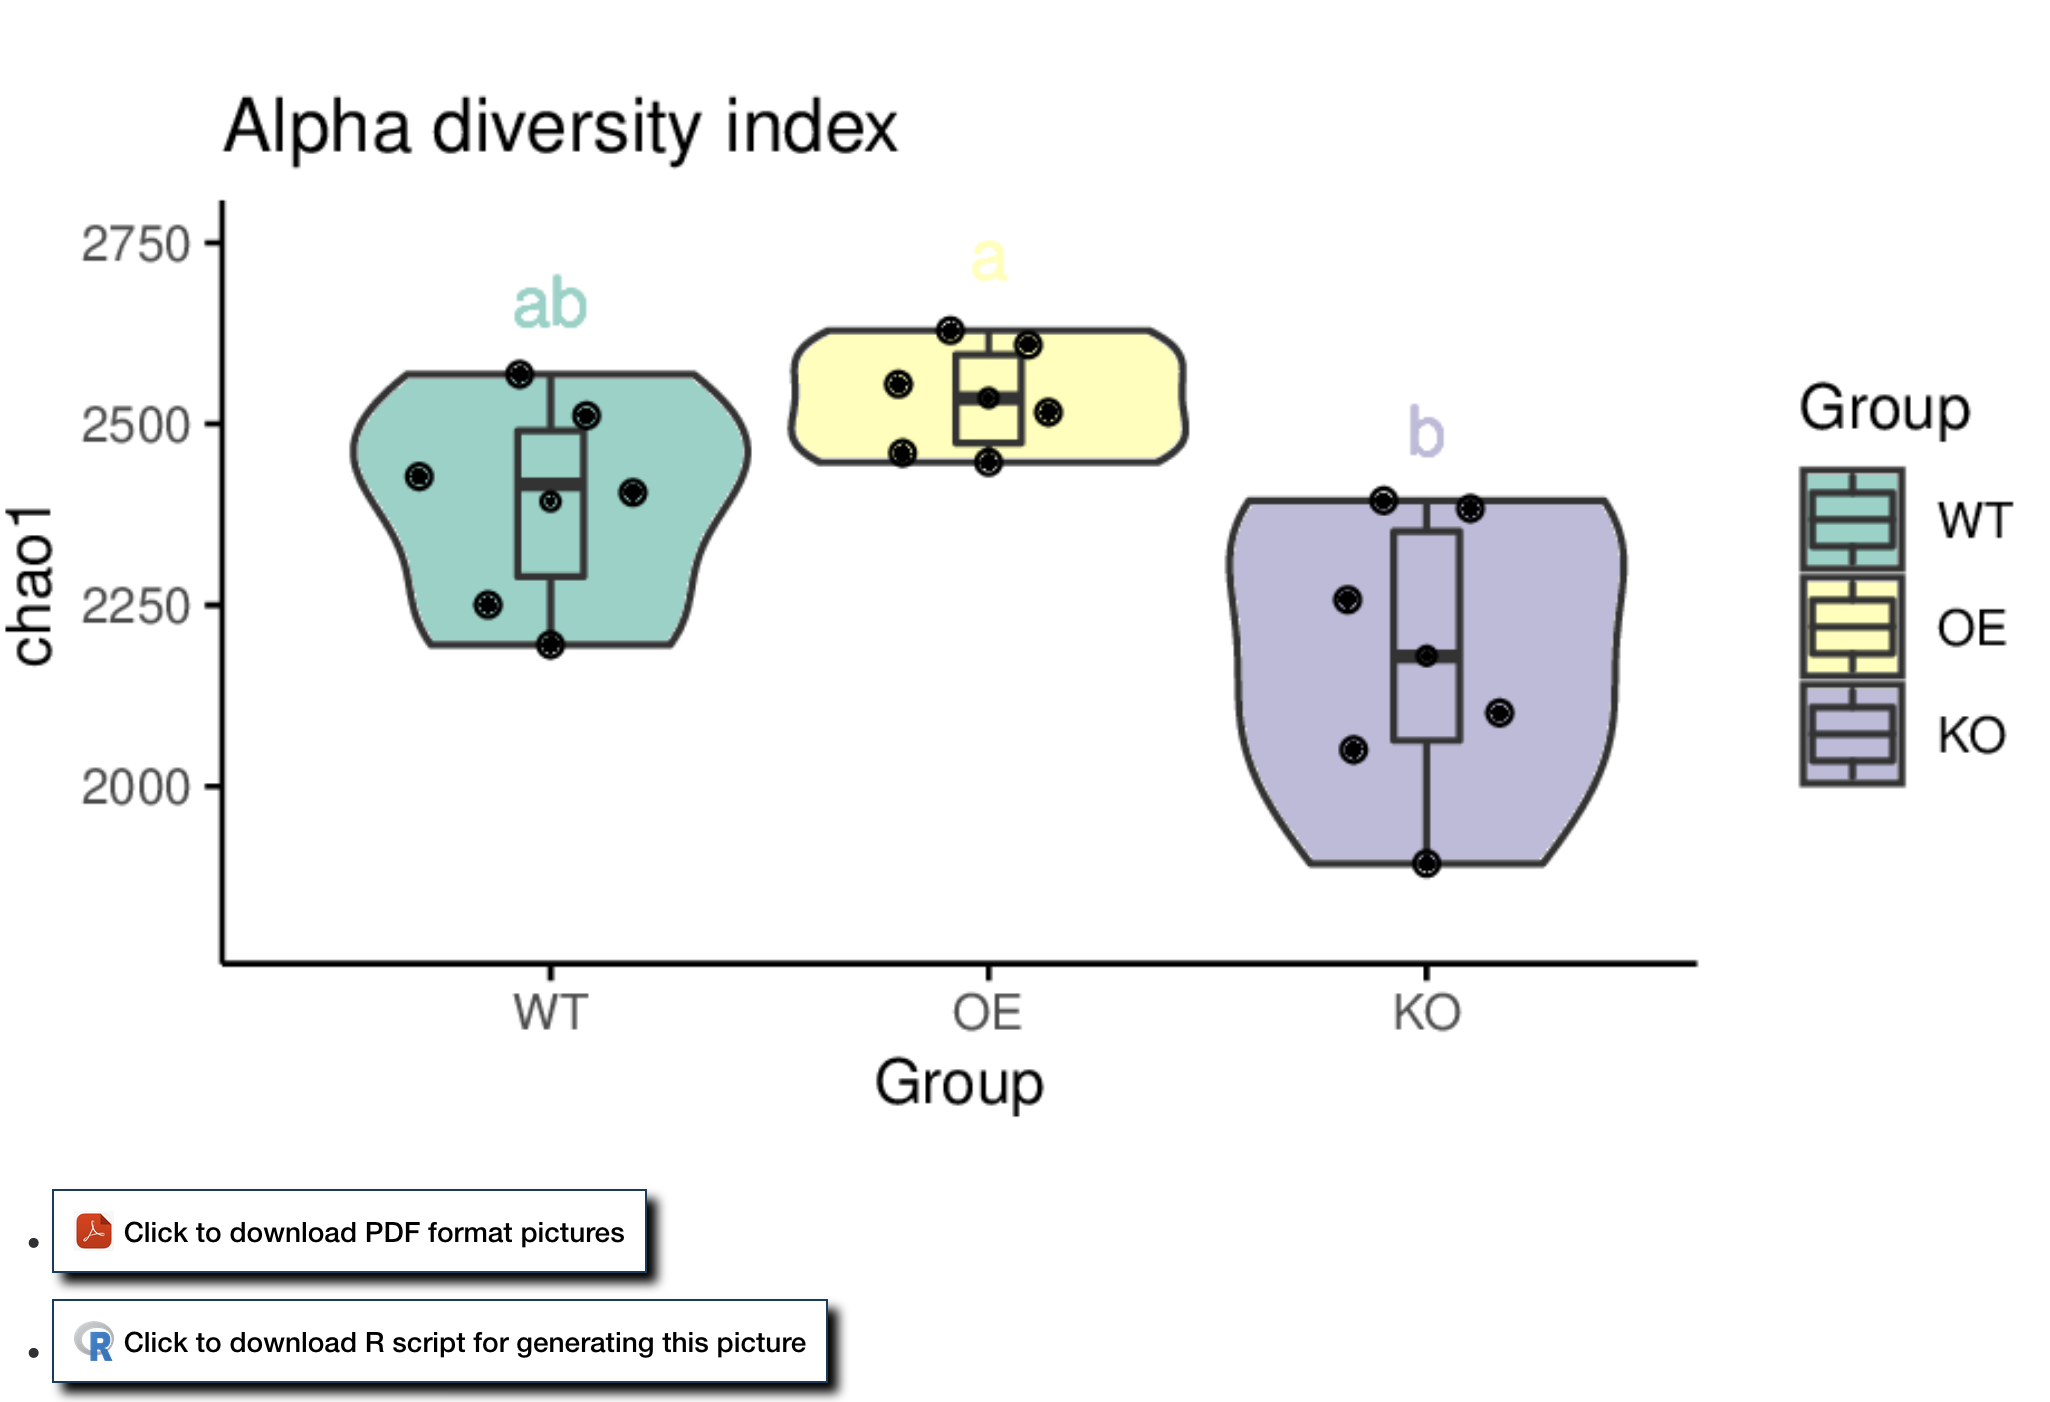 Alpha diversity index
2750
2500
2250
2000
chao1
ab
a
b
WT
OE
KO
Group
Group
WT
OE
KO
Click to download PDF format pictures
R Click to download R script for generating this picture